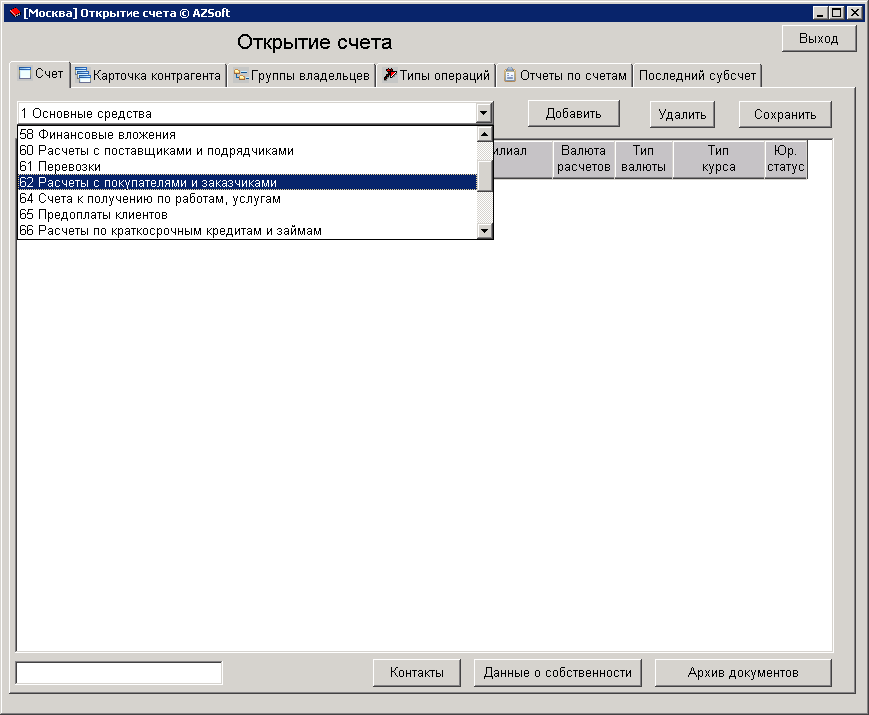 [Москва] Открытие счета © AZSoft
Открытие счета
Выход
Счет
Карточка контрагента
Группы владельцев
Типы операций
Отчеты по счетам
Последний субсчет
1 Основные средства
Добавить
Удалить
Сохранить
58 Финансовые вложения
60 Расчеты с поставщиками и подрядчиками
61 Перевозки
62 Расчеты с покупателями и заказчиками
64 Счета к получению по работам, услугам
65 Предоплаты клиентов
66 Расчеты по краткосрочным кредитам и займам
Валюта расчетов
Тип валюты
Тип курса
Юр. статус
Контакты
Данные о собственности
Архив документов